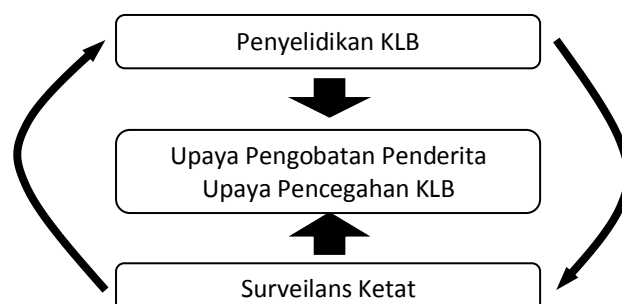 Penyelidikan KLB
Upaya Pengobatan Penderita
Upaya Pencegahan KLB
Surveilans Ketat